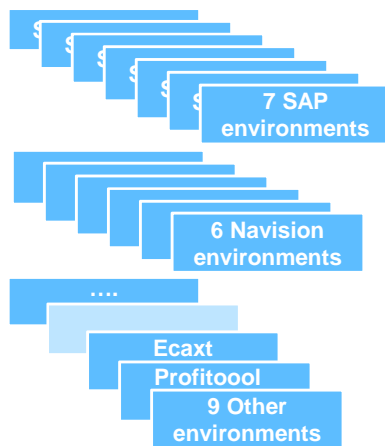 7 SAP
environments
6 Navision
environments
....
Ecaxt
Profitoool
9 Other
environments